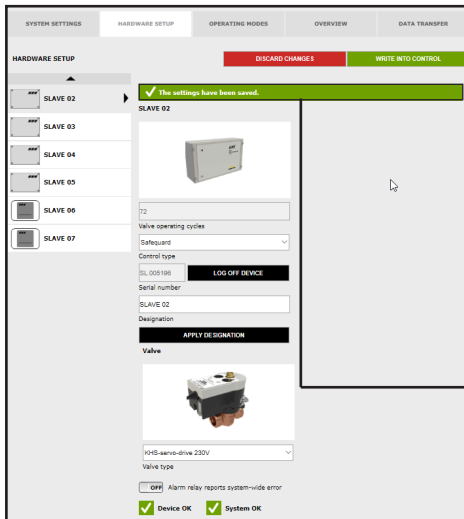 SYSTEM SETTINGS
HARDWARE SETUP
OPERATING MODES
OVERVIEW
DATA TRANSFER
HARDWARE SETUP
DISCARD CHANGES
WRITE INTO CONTROL
SLAVE 02
SLAVE 03
SLAVE 04
SLAVE 05
SLAVE 06
SLAVE 07
The settings have been saved.
SLAVE 02
72
Valve operating cycles
Safeguard
Control type
SL 005196
LOG OFF DEVICE
Serial number
SLAVE 02
Designation
APPLY DESIGNATION
Valve
KHS-servo-drive 230V
Valve type
OFF
Alarm relay reports system-wide error
Device OK
System OK